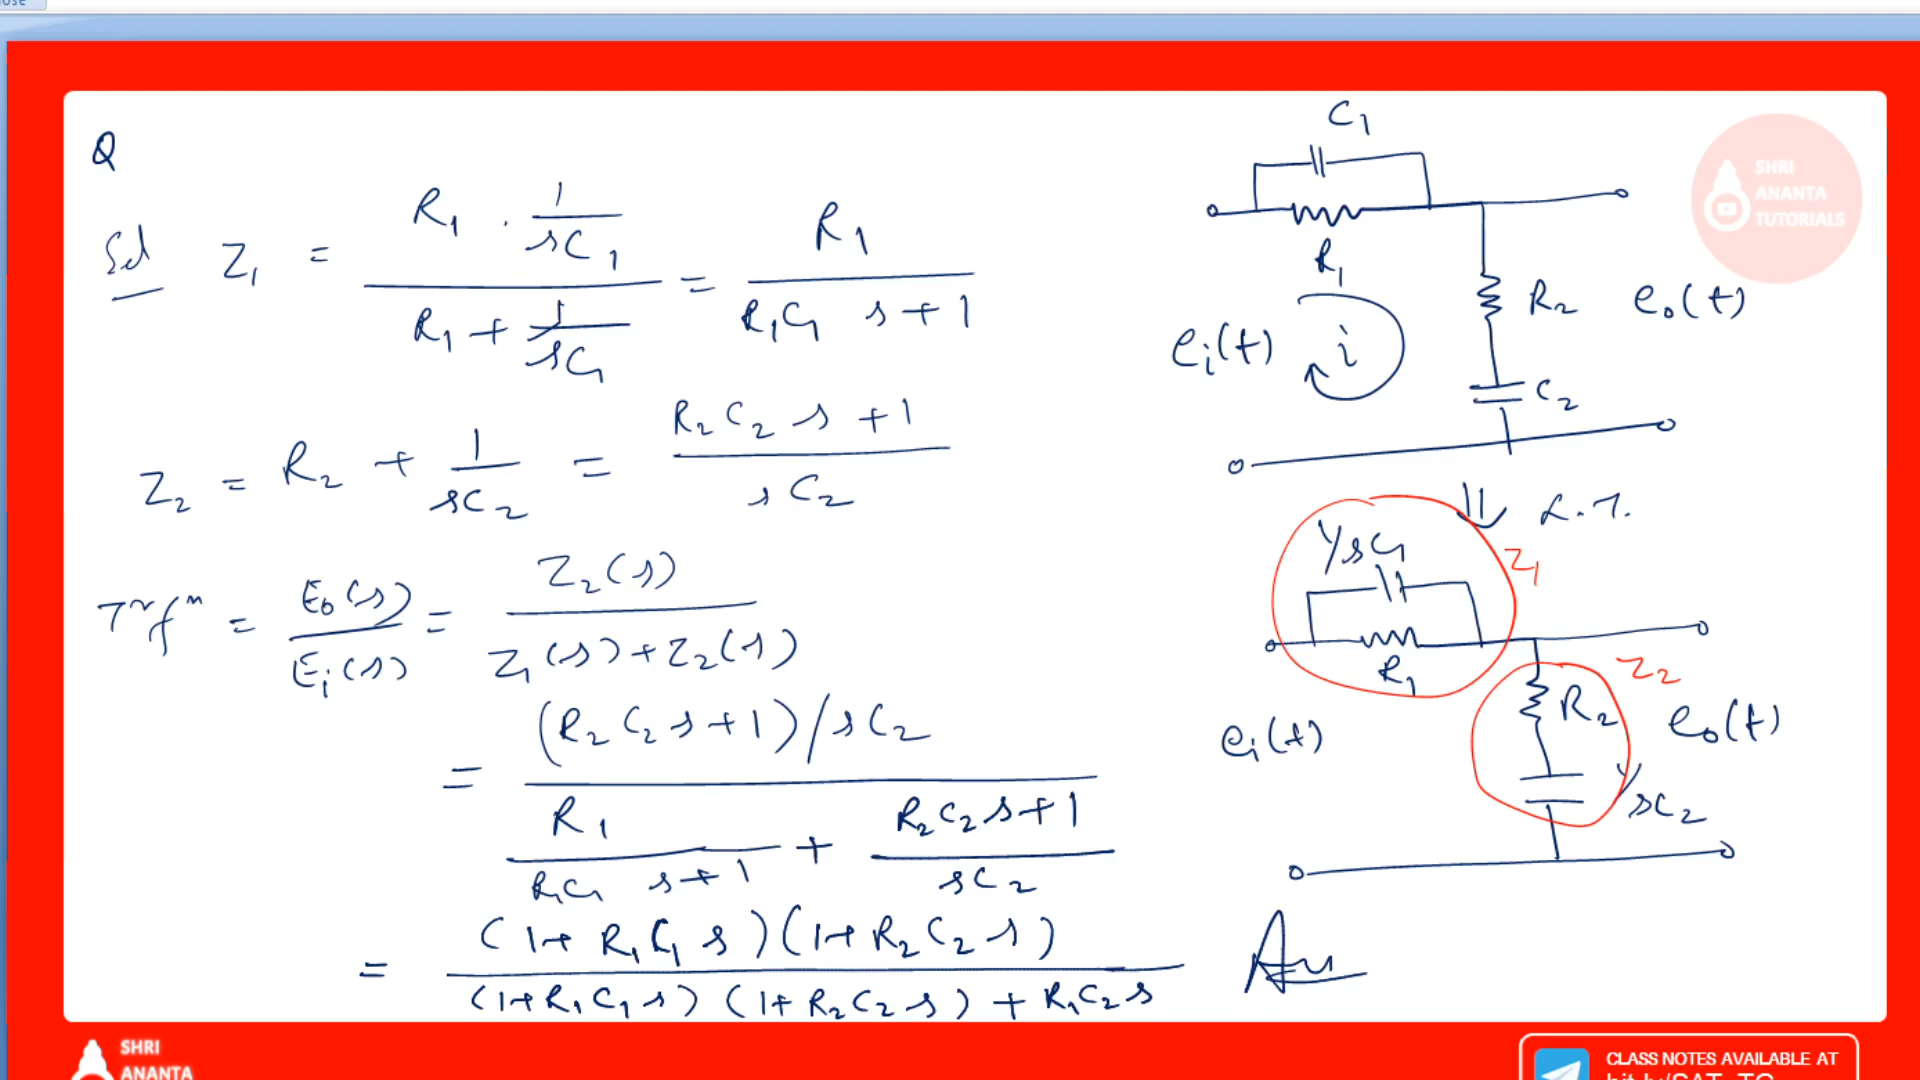 Q
Sol Z₁ = (R₁ · 1/sC₁) / (R₁ + 1/sC₁) = R₁ / (R₁C₁ s + 1)
Z₂ = R₂ + 1/sC₂ = (R₂C₂ s + 1) / sC₂
Trfn = E₀(s)/Eᵢ(s) = Z₂(s) / (Z₁(s) + Z₂(s))
= ((R₂C₂s + 1)/sC₂) / (R₁/(R₁C₁ s + 1) + (R₂C₂s + 1)/sC₂)
= (1 + R₁C₁ s)(1 + R₂C₂ s) / ((1 + R₁C₁ s)(1 + R₂C₂ s) + R₁C₂ s) Ans
C₁
R₁
R₂ e₀(t)
eᵢ(t) i
C₂
L.T.
1/sC₁ Z₁
R₁ Z₂
R₂ e₀(t)
eᵢ(t)
1/sC₂
SHRI
ANANTA
TUTORIALS
SHRI
ANANTA
CLASS NOTES AVAILABLE AT